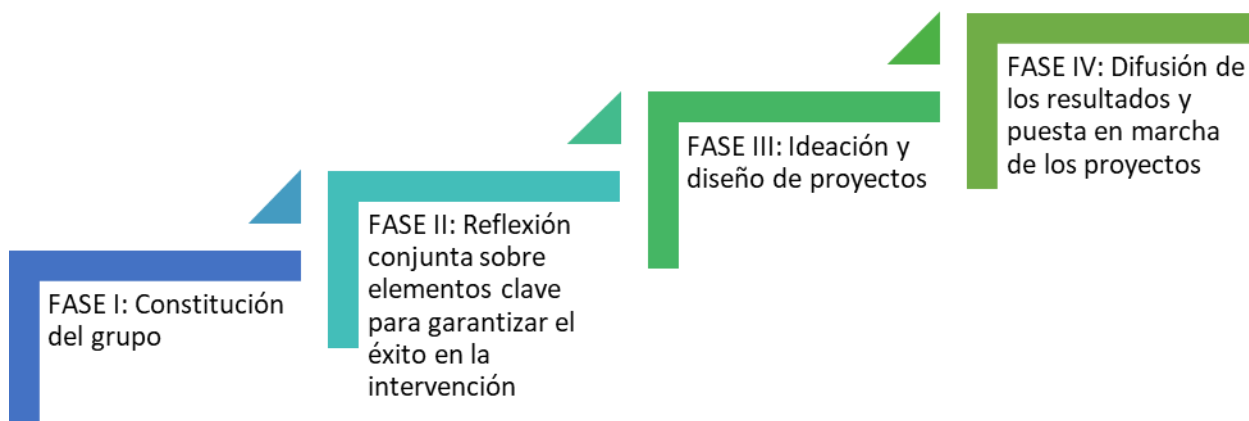 FASE I: Constitución
del grupo
FASE II: Reflexión
conjunta sobre
elementos clave
para garantizar el
éxito en la
intervención
FASE III: Ideación y
diseño de proyectos
FASE IV: Difusión de
los resultados y
puesta en marcha
de los proyectos